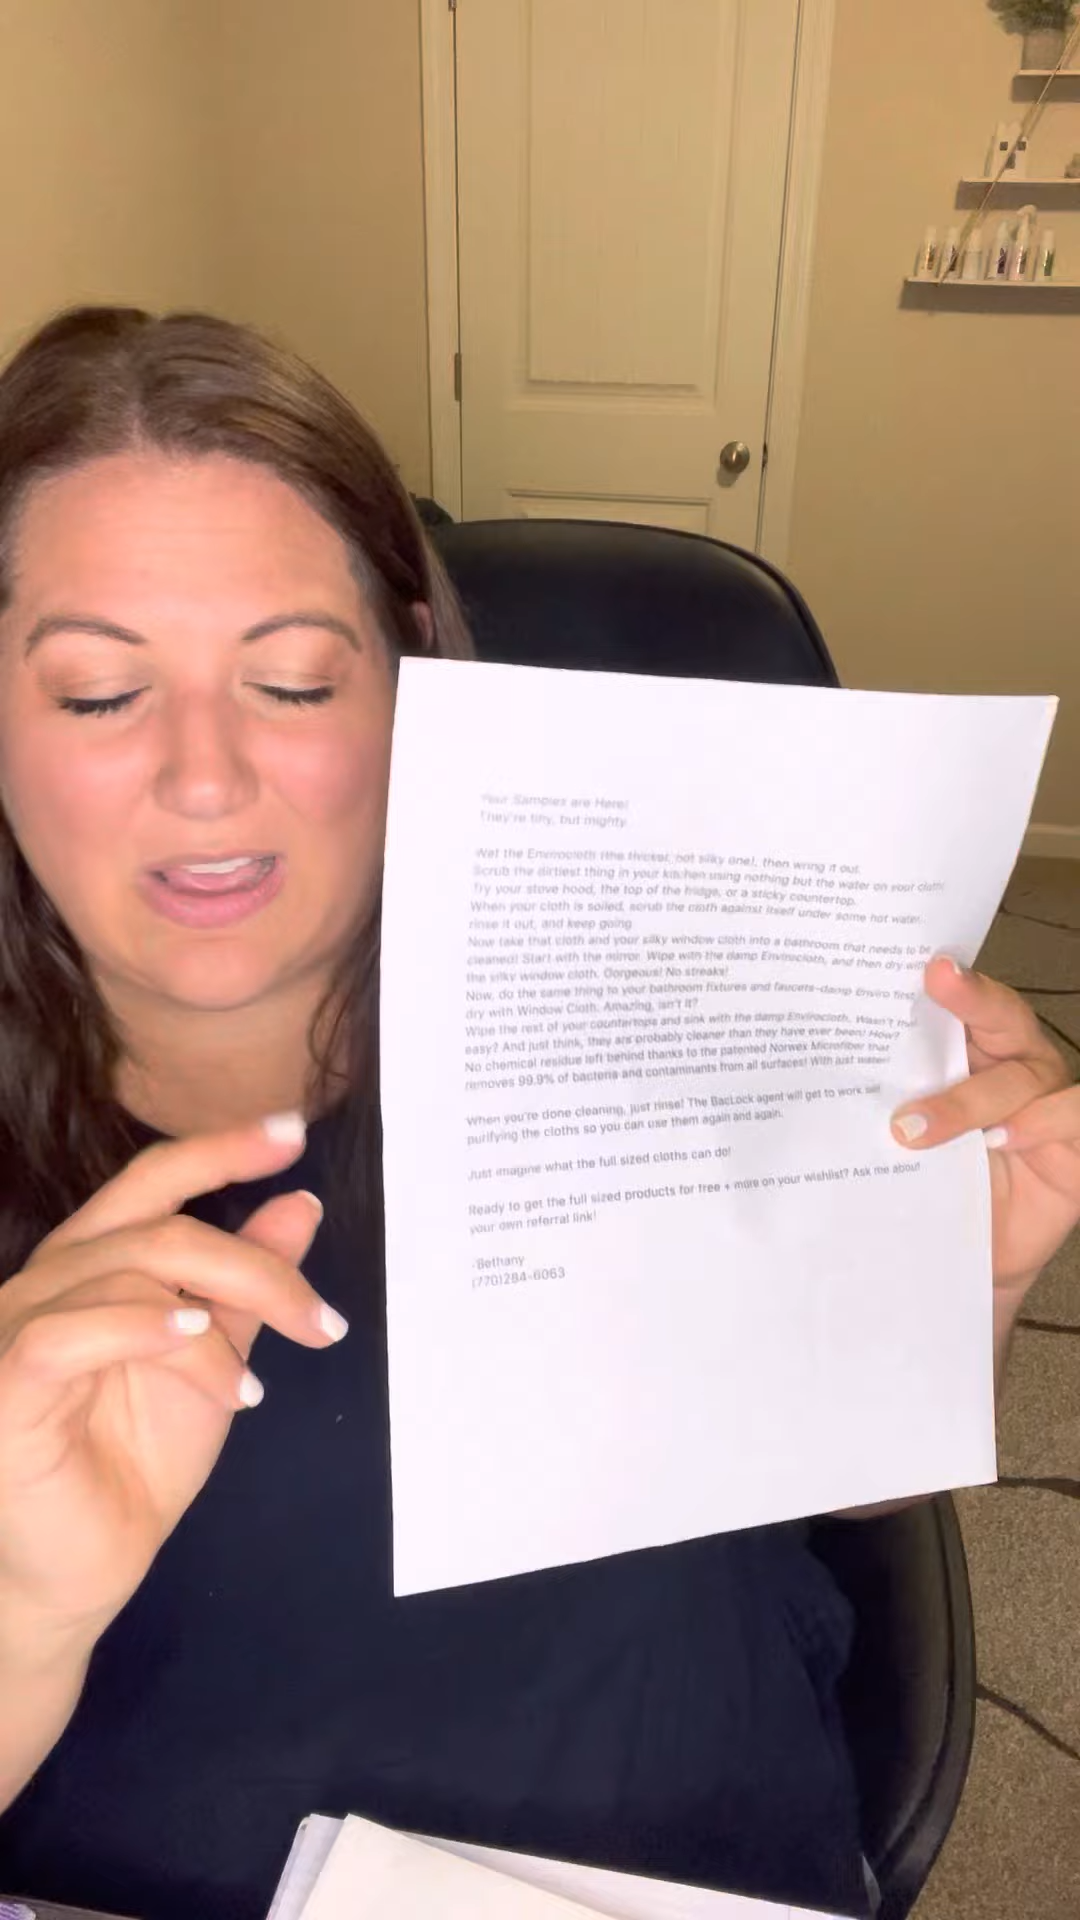 Your Samples are Here!
They're tiny, but mighty.
Wet the Envirocloth (the thicker, not silky one), then wring it out.
Scrub the dirtiest thing in your kitchen using nothing but the water on your cloth.
Try your stove hood, the top of the fridge, or a sticky countertop.
When your cloth is soiled, scrub the cloth against itself under some hot water,
rinse it out, and keep going
Now take that cloth and your silky window cloth into a bathroom that needs to be
cleaned! Start with the mirror. Wipe with the damp Envirocloth, and then dry with
the silky window cloth. Gorgeous! No streaks!
Now, do the same thing to your bathroom fixtures and faucets-damp Enviro first,
dry with Window Cloth. Amazing, isn't it?
Wipe the rest of your countertops and sink with the damp Envirocloth. Wasn't that
easy? And just think, they are probably cleaner than they have ever been! How?
No chemical residue left behind thanks to the patented Norwex Microfiber that
removes 99.9% of bacteria and contaminants from all surfaces! With just water!
When you're done cleaning, just rinse! The BacLock agent will get to work self
purifying the cloths so you can use them again and again.
Just imagine what the full sized cloths can do!
Ready to get the full sized products for free + more on your wishlist? Ask me about
your own referral link!
-Bethany
(770)284-6063